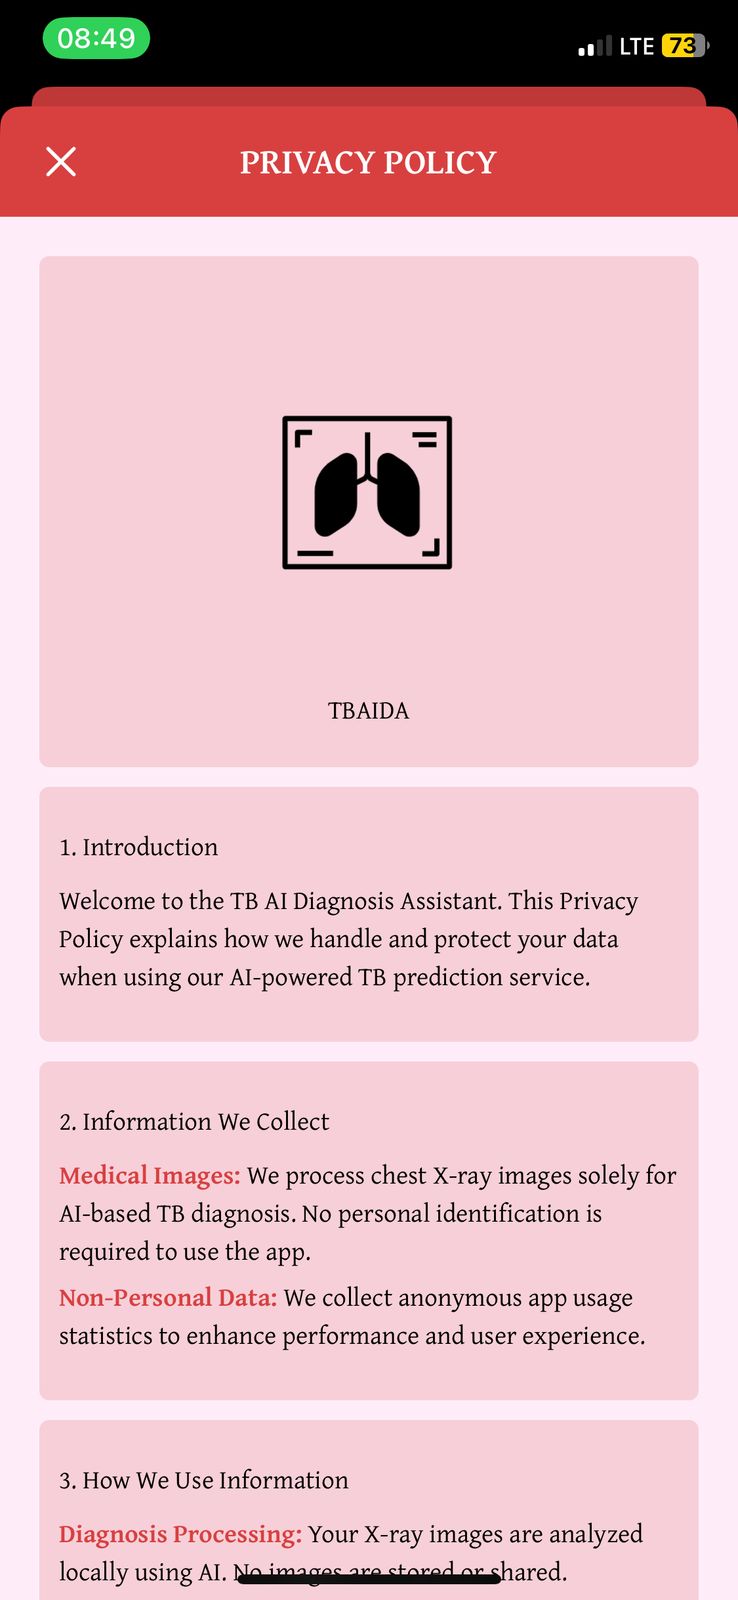 08:49
LTE 73
PRIVACY POLICY
TBAIDA
1. Introduction
Welcome to the TB AI Diagnosis Assistant. This Privacy
Policy explains how we handle and protect your data
when using our AI-powered TB prediction service.
2. Information We Collect
Medical Images: We process chest X-ray images solely for
AI-based TB diagnosis. No personal identification is
required to use the app.
Non-Personal Data: We collect anonymous app usage
statistics to enhance performance and user experience.
3. How We Use Information
Diagnosis Processing: Your X-ray images are analyzed
locally using AI. No images are stored or shared.